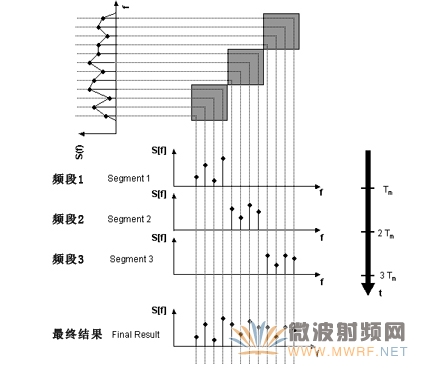 f
S(f)
S[f]
频段1 Segment 1
f
Tm
S[f]
频段2 Segment 2
f
2 Tm
S[f]
频段3 Segment 3
f
3 Tm
t
S[f]
最终结果 Final Result
f
微波射频网
WWW.MWRF.NET